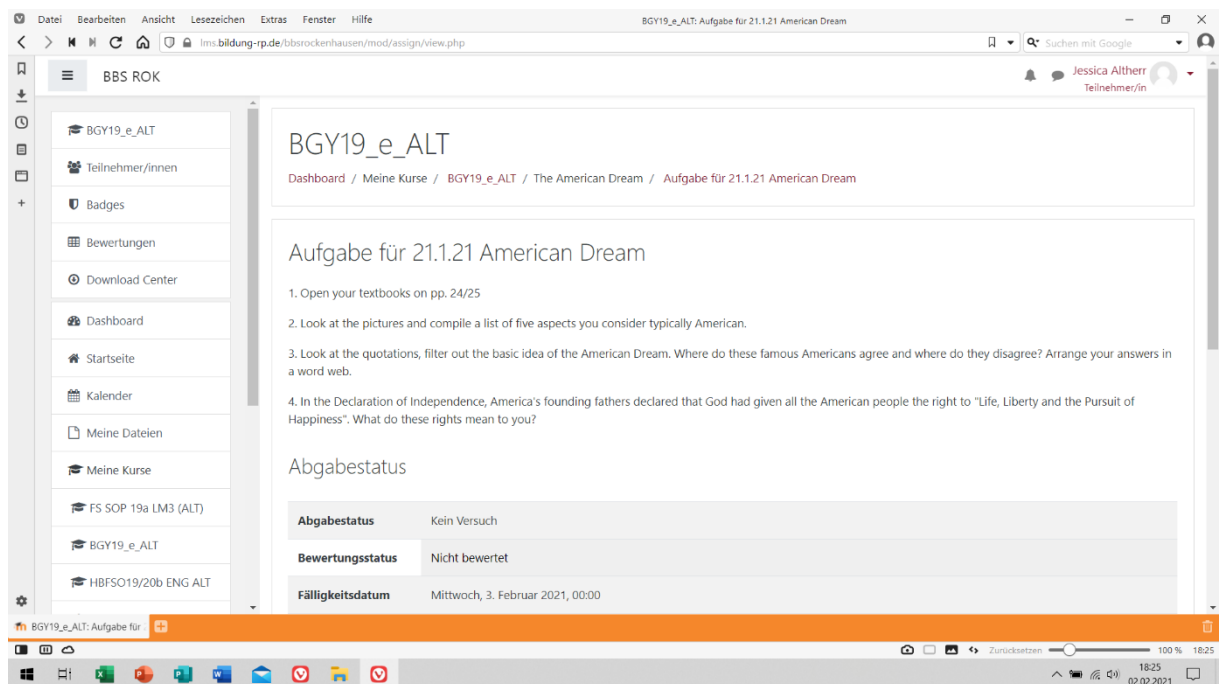 Datei Bearbeiten Ansicht Lesezeichen Extras Fenster Hilfe
BGY19_e_ALT: Aufgabe für 21.1.21 American Dream
lms.bildung-rp.de/bbsrockenhausen/mod/assign/view.php
Suchen mit Google
BBS ROK
Jessica Altherr
Teilnehmer/in
BGY19_e_ALT
Teilnehmer/innen
Badges
Bewertungen
Download Center
Dashboard
Startseite
Kalender
Meine Dateien
Meine Kurse
FS SOP 19a LM3 (ALT)
BGY19_e_ALT
HBFSO19/20b ENG ALT
BGY19_e_ALT
Dashboard / Meine Kurse / BGY19_e_ALT / The American Dream / Aufgabe für 21.1.21 American Dream
Aufgabe für 21.1.21 American Dream
1. Open your textbooks on pp. 24/25
2. Look at the pictures and compile a list of five aspects you consider typically American.
3. Look at the quotations, filter out the basic idea of the American Dream. Where do these famous Americans agree and where do they disagree? Arrange your answers in
a word web.
4. In the Declaration of Independence, America's founding fathers declared that God had given all the American people the right to "Life, Liberty and the Pursuit of
Happiness". What do these rights mean to you?
Abgabestatus
Abgabestatus Kein Versuch
Bewertungsstatus Nicht bewertet
Fälligkeitsdatum Mittwoch, 3. Februar 2021, 00:00
BGY19_e_ALT: Aufgabe für
Zurücksetzen 100 % 18:25
18:25
02.02.2021